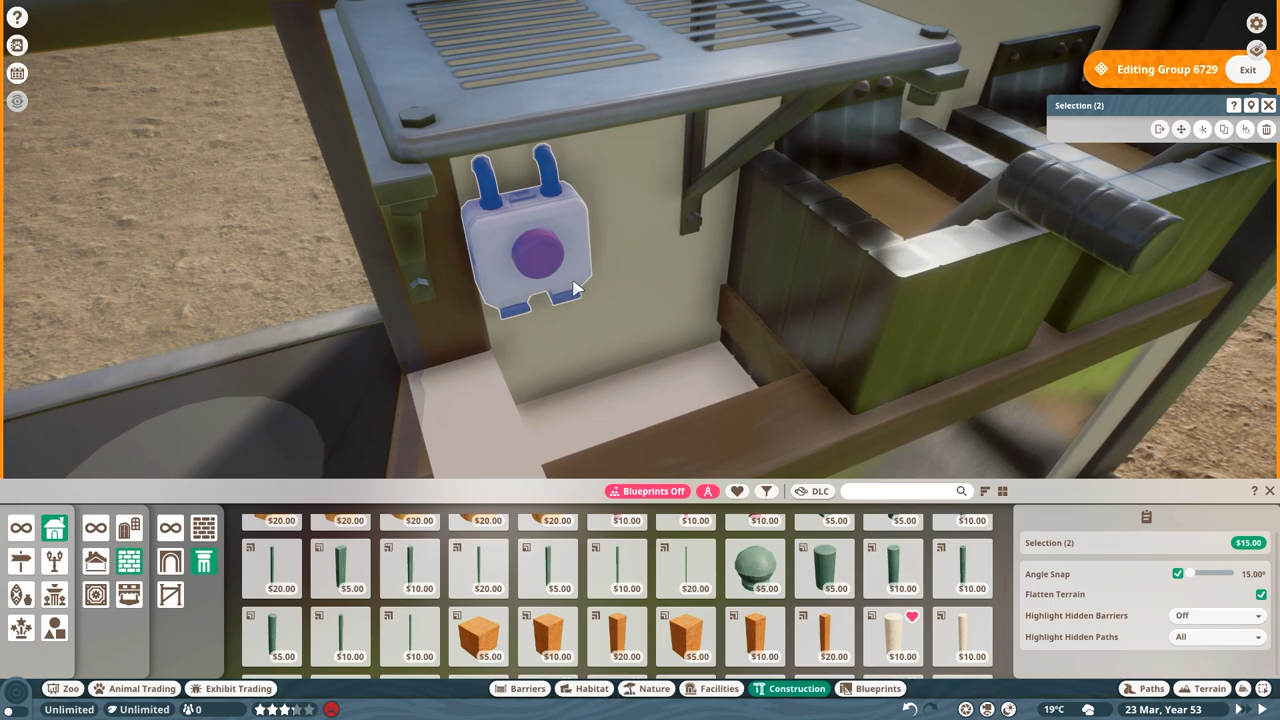 Editing Group 6729
Exit
Selection (2)
Blueprints Off
DLC
$20.00 $20.00 $20.00 $20.00 $20.00 $10.00 $10.00 $10.00 $5.00 $5.00 $10.00
$20.00 $5.00 $10.00 $20.00 $5.00 $10.00 $20.00 $5.00 $5.00 $10.00 $10.00
$5.00 $10.00 $10.00 $5.00 $10.00 $20.00 $5.00 $10.00 $20.00 $10.00 $10.00
Selection (2) $15.00
Angle Snap 15.00°
Flatten Terrain
Highlight Hidden Barriers Off
Highlight Hidden Paths All
Zoo Animal Trading Exhibit Trading Barriers Habitat Nature Facilities Construction Blueprints Paths Terrain
Unlimited Unlimited 0 19°C 23 Mar, Year 53